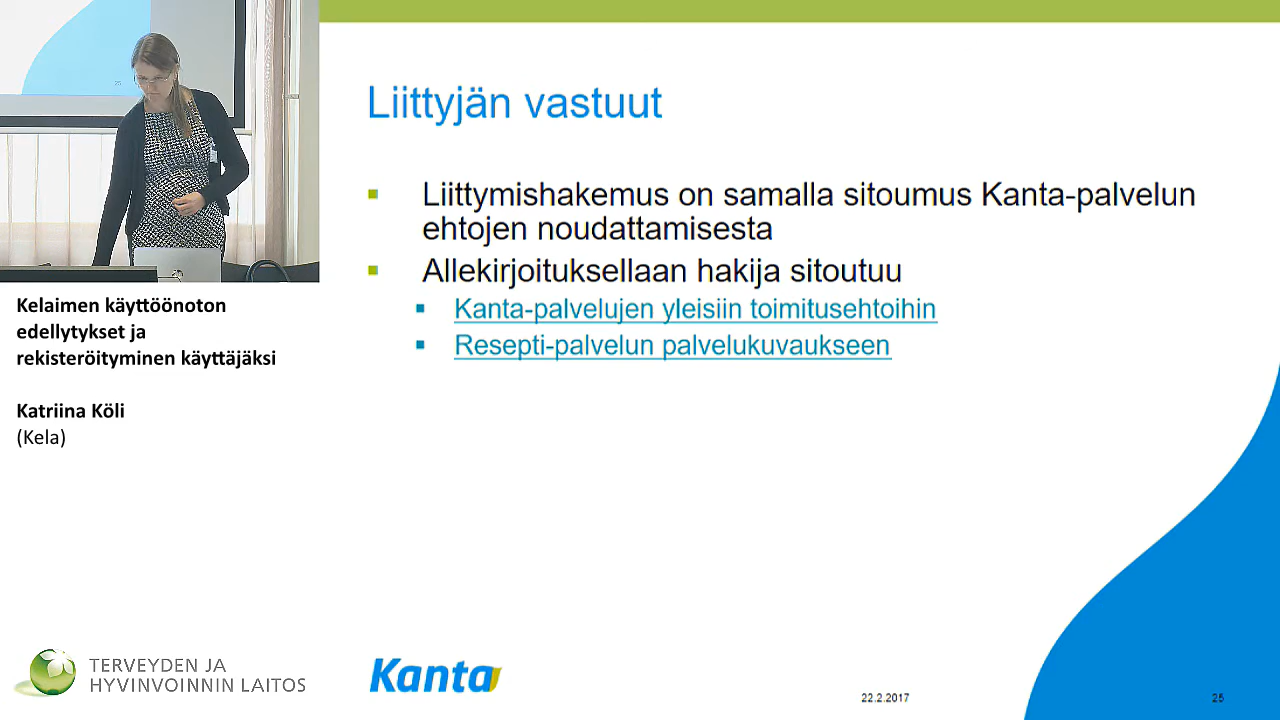 Liittyjän vastuut
Liittymishakemus on samalla sitoumus Kanta-palvelun
ehtojen noudattamisesta
Allekirjoituksellaan hakija sitoutuu
Kanta-palvelujen yleisiin toimitusehtoihin
Resepti-palvelun palvelukuvaukseen
Kelaimen käyttöönoton
edellytykset ja
rekisteröityminen käyttäjäksi
Katriina Köli
(Kela)
TERVEYDEN JA
HYVINVOINNIN LAITOS
Kanta
22.2.2017
25